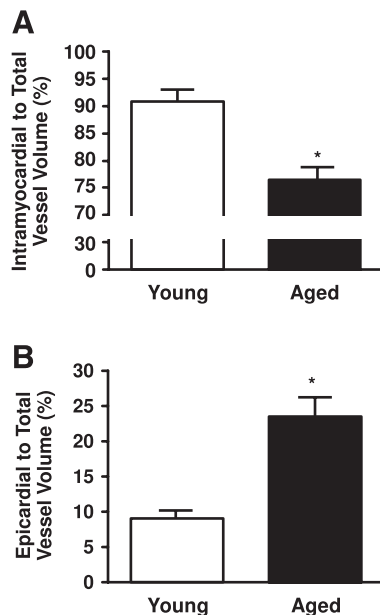 A
Intramyocardial to Total
Vessel Volume (%)
100
95
90
85
80
75
70
30
0
*
Young
Aged
B
Epicardial to Total
Vessel Volume (%)
30
25
20
15
10
5
0
*
Young
Aged